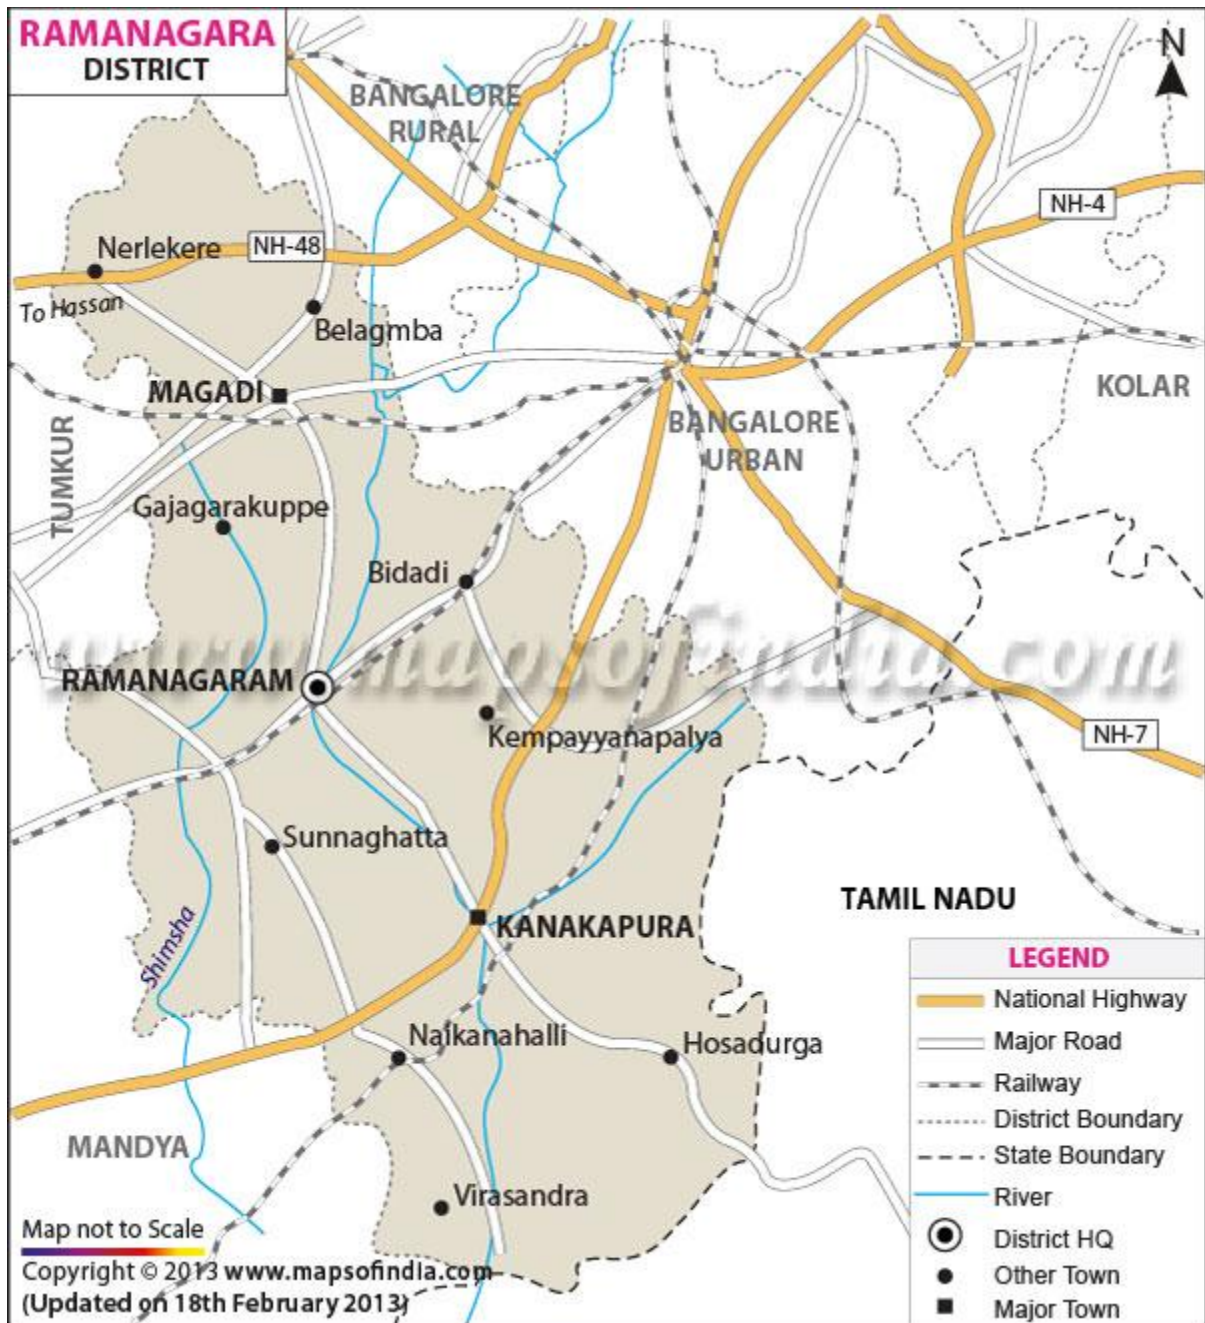 RAMANAGARA
DISTRICT
N
BANGALORE
RURAL
NH-4
Nerlekere
NH-48
To Hassan
Belagmba
MAGADI
KOLAR
BANGALORE
URBAN
TUMKUR
Gajagarakuppe
Bidadi
www.mapsofindia.com
RAMANAGARAM
Kempayyanapalya
NH-7
Sunnaghatta
TAMIL NADU
KANAKAPURA
Shimsha
LEGEND
National Highway
Major Road
Railway
District Boundary
State Boundary
River
District HQ
Other Town
Major Town
Naikanahalli
Hosadurga
MANDYA
Virasandra
Map not to Scale
Copyright © 2013 www.mapsofindia.com
(Updated on 18th February 2013)